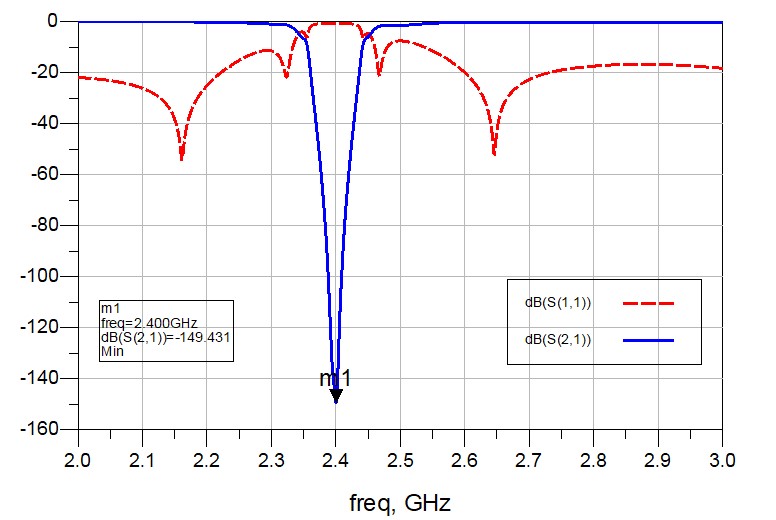 0
-20
-40
-60
-80
-100
-120
-140
-160
m1
freq=2.400GHz
dB(S(2,1))=-149.431
Min
m1
dB(S(1,1))
dB(S(2,1))
2.0 2.1 2.2 2.3 2.4 2.5 2.6 2.7 2.8 2.9 3.0
freq, GHz